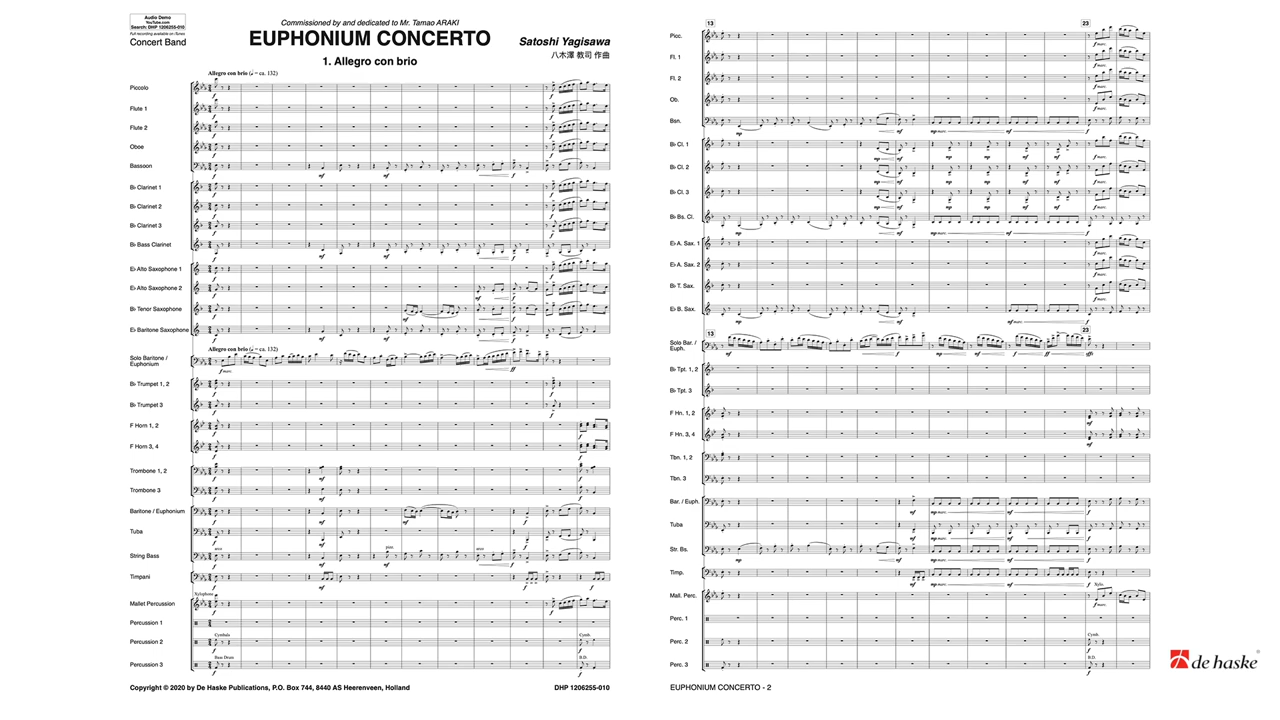 Audio Demo
YouTube.com
Search: DHP 1206255-010
Full recording available on iTunes
Concert Band
Commissioned by and dedicated to Mr. Tamao ARAKI
EUPHONIUM CONCERTO
Satoshi Yagisawa
八木澤 教司 作曲
1. Allegro con brio
Allegro con brio (♩ = ca. 132)
Piccolo
Flute 1
Flute 2
Oboe
Bassoon
B♭ Clarinet 1
B♭ Clarinet 2
B♭ Clarinet 3
B♭ Bass Clarinet
E♭ Alto Saxophone 1
E♭ Alto Saxophone 2
B♭ Tenor Saxophone
E♭ Baritone Saxophone
Allegro con brio (♩ = ca. 132)
Solo Baritone /
Euphonium
B♭ Trumpet 1, 2
B♭ Trumpet 3
F Horn 1, 2
F Horn 3, 4
Trombone 1, 2
Trombone 3
Baritone / Euphonium
Tuba
String Bass
Timpani
Xylophone
Mallet Percussion
Percussion 1
Cymbals
Cymb.
Percussion 2
Bass Drum
B.D.
Percussion 3
Copyright © 2020 by De Haske Publications, P.O. Box 744, 8440 AS Heerenveen, Holland
DHP 1206255-010
13
23
Picc.
Fl. 1
Fl. 2
Ob.
Bsn.
B♭ Cl. 1
B♭ Cl. 2
B♭ Cl. 3
B♭ Bs. Cl.
E♭ A. Sax. 1
E♭ A. Sax. 2
B♭ T. Sax.
E♭ B. Sax.
13
23
Solo Bar. /
Euph.
B♭ Tpt. 1, 2
B♭ Tpt. 3
F Hn. 1, 2
F Hn. 3, 4
Tbn. 1, 2
Tbn. 3
Bar. / Euph.
Tuba
Str. Bs.
Timp.
Xylo.
Mall. Perc.
Perc. 1
Cymb.
Perc. 2
B.D.
Perc. 3
EUPHONIUM CONCERTO - 2
de haske